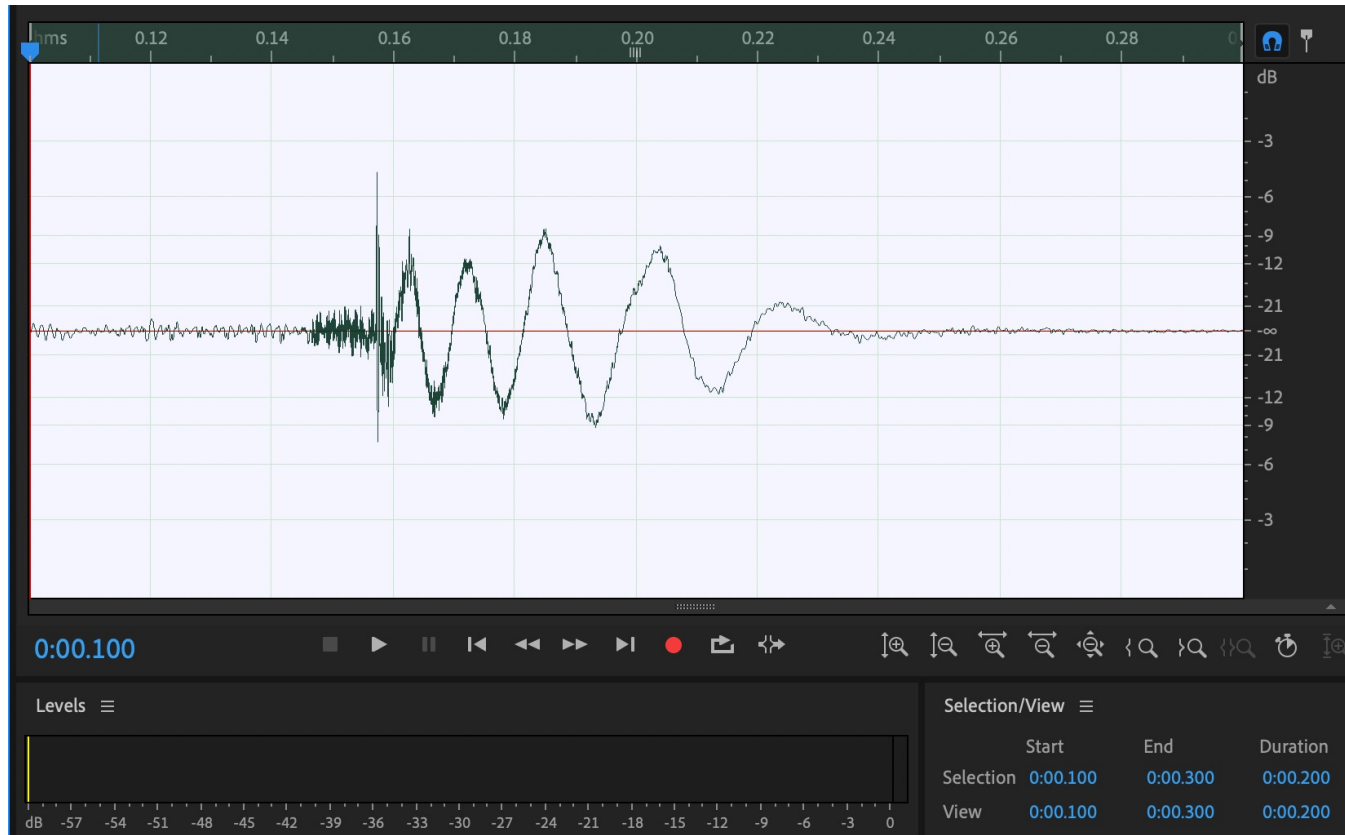 hms 0.12 0.14 0.16 0.18 0.20 0.22 0.24 0.26 0.28
dB
-3
-6
-9
-12
-21
-∞
-21
-12
-9
-6
-3
0:00.100
Levels
Selection/View
Start End Duration
Selection 0:00.100 0:00.300 0:00.200
View 0:00.100 0:00.300 0:00.200
dB -57 -54 -51 -48 -45 -42 -39 -36 -33 -30 -27 -24 -21 -18 -15 -12 -9 -6 -3 0